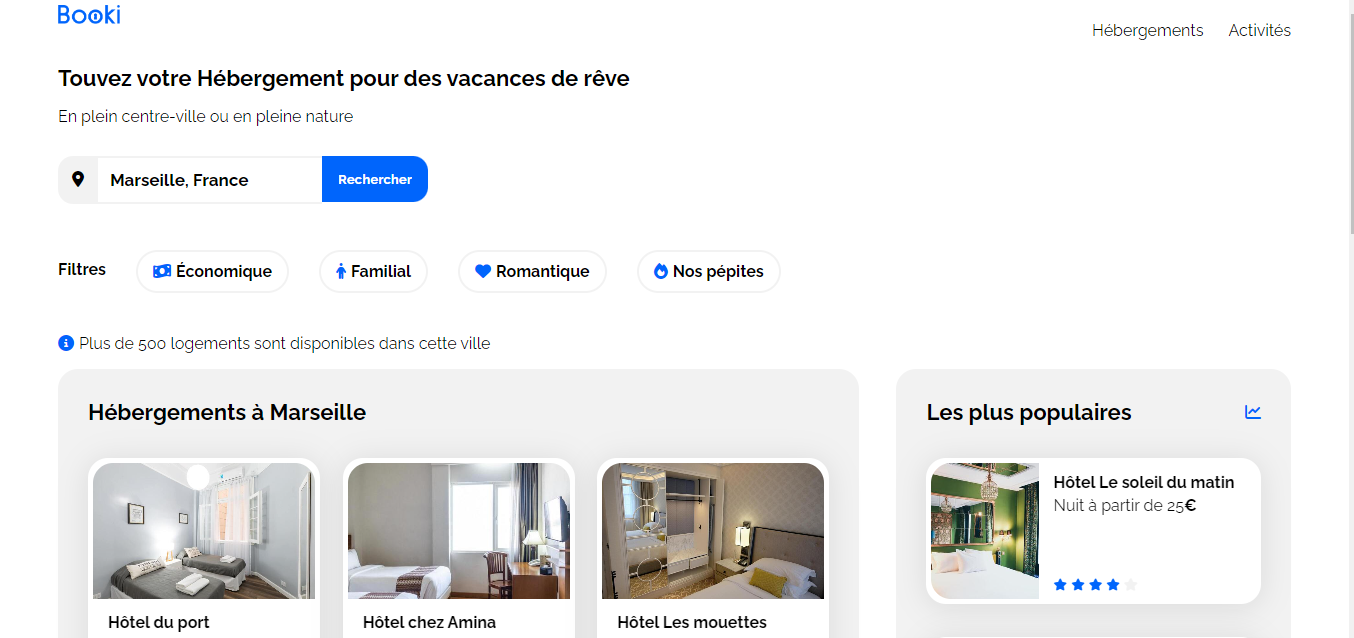 Booki
Hébergements Activités
Touvez votre Hébergement pour des vacances de rêve
En plein centre-ville ou en pleine nature
Marseille, France Rechercher
Filtres Économique Familial Romantique Nos pépites
Plus de 500 logements sont disponibles dans cette ville
Hébergements à Marseille
Hôtel du port
Hôtel chez Amina
Hôtel Les mouettes
Les plus populaires
Hôtel Le soleil du matin
Nuit à partir de 25€